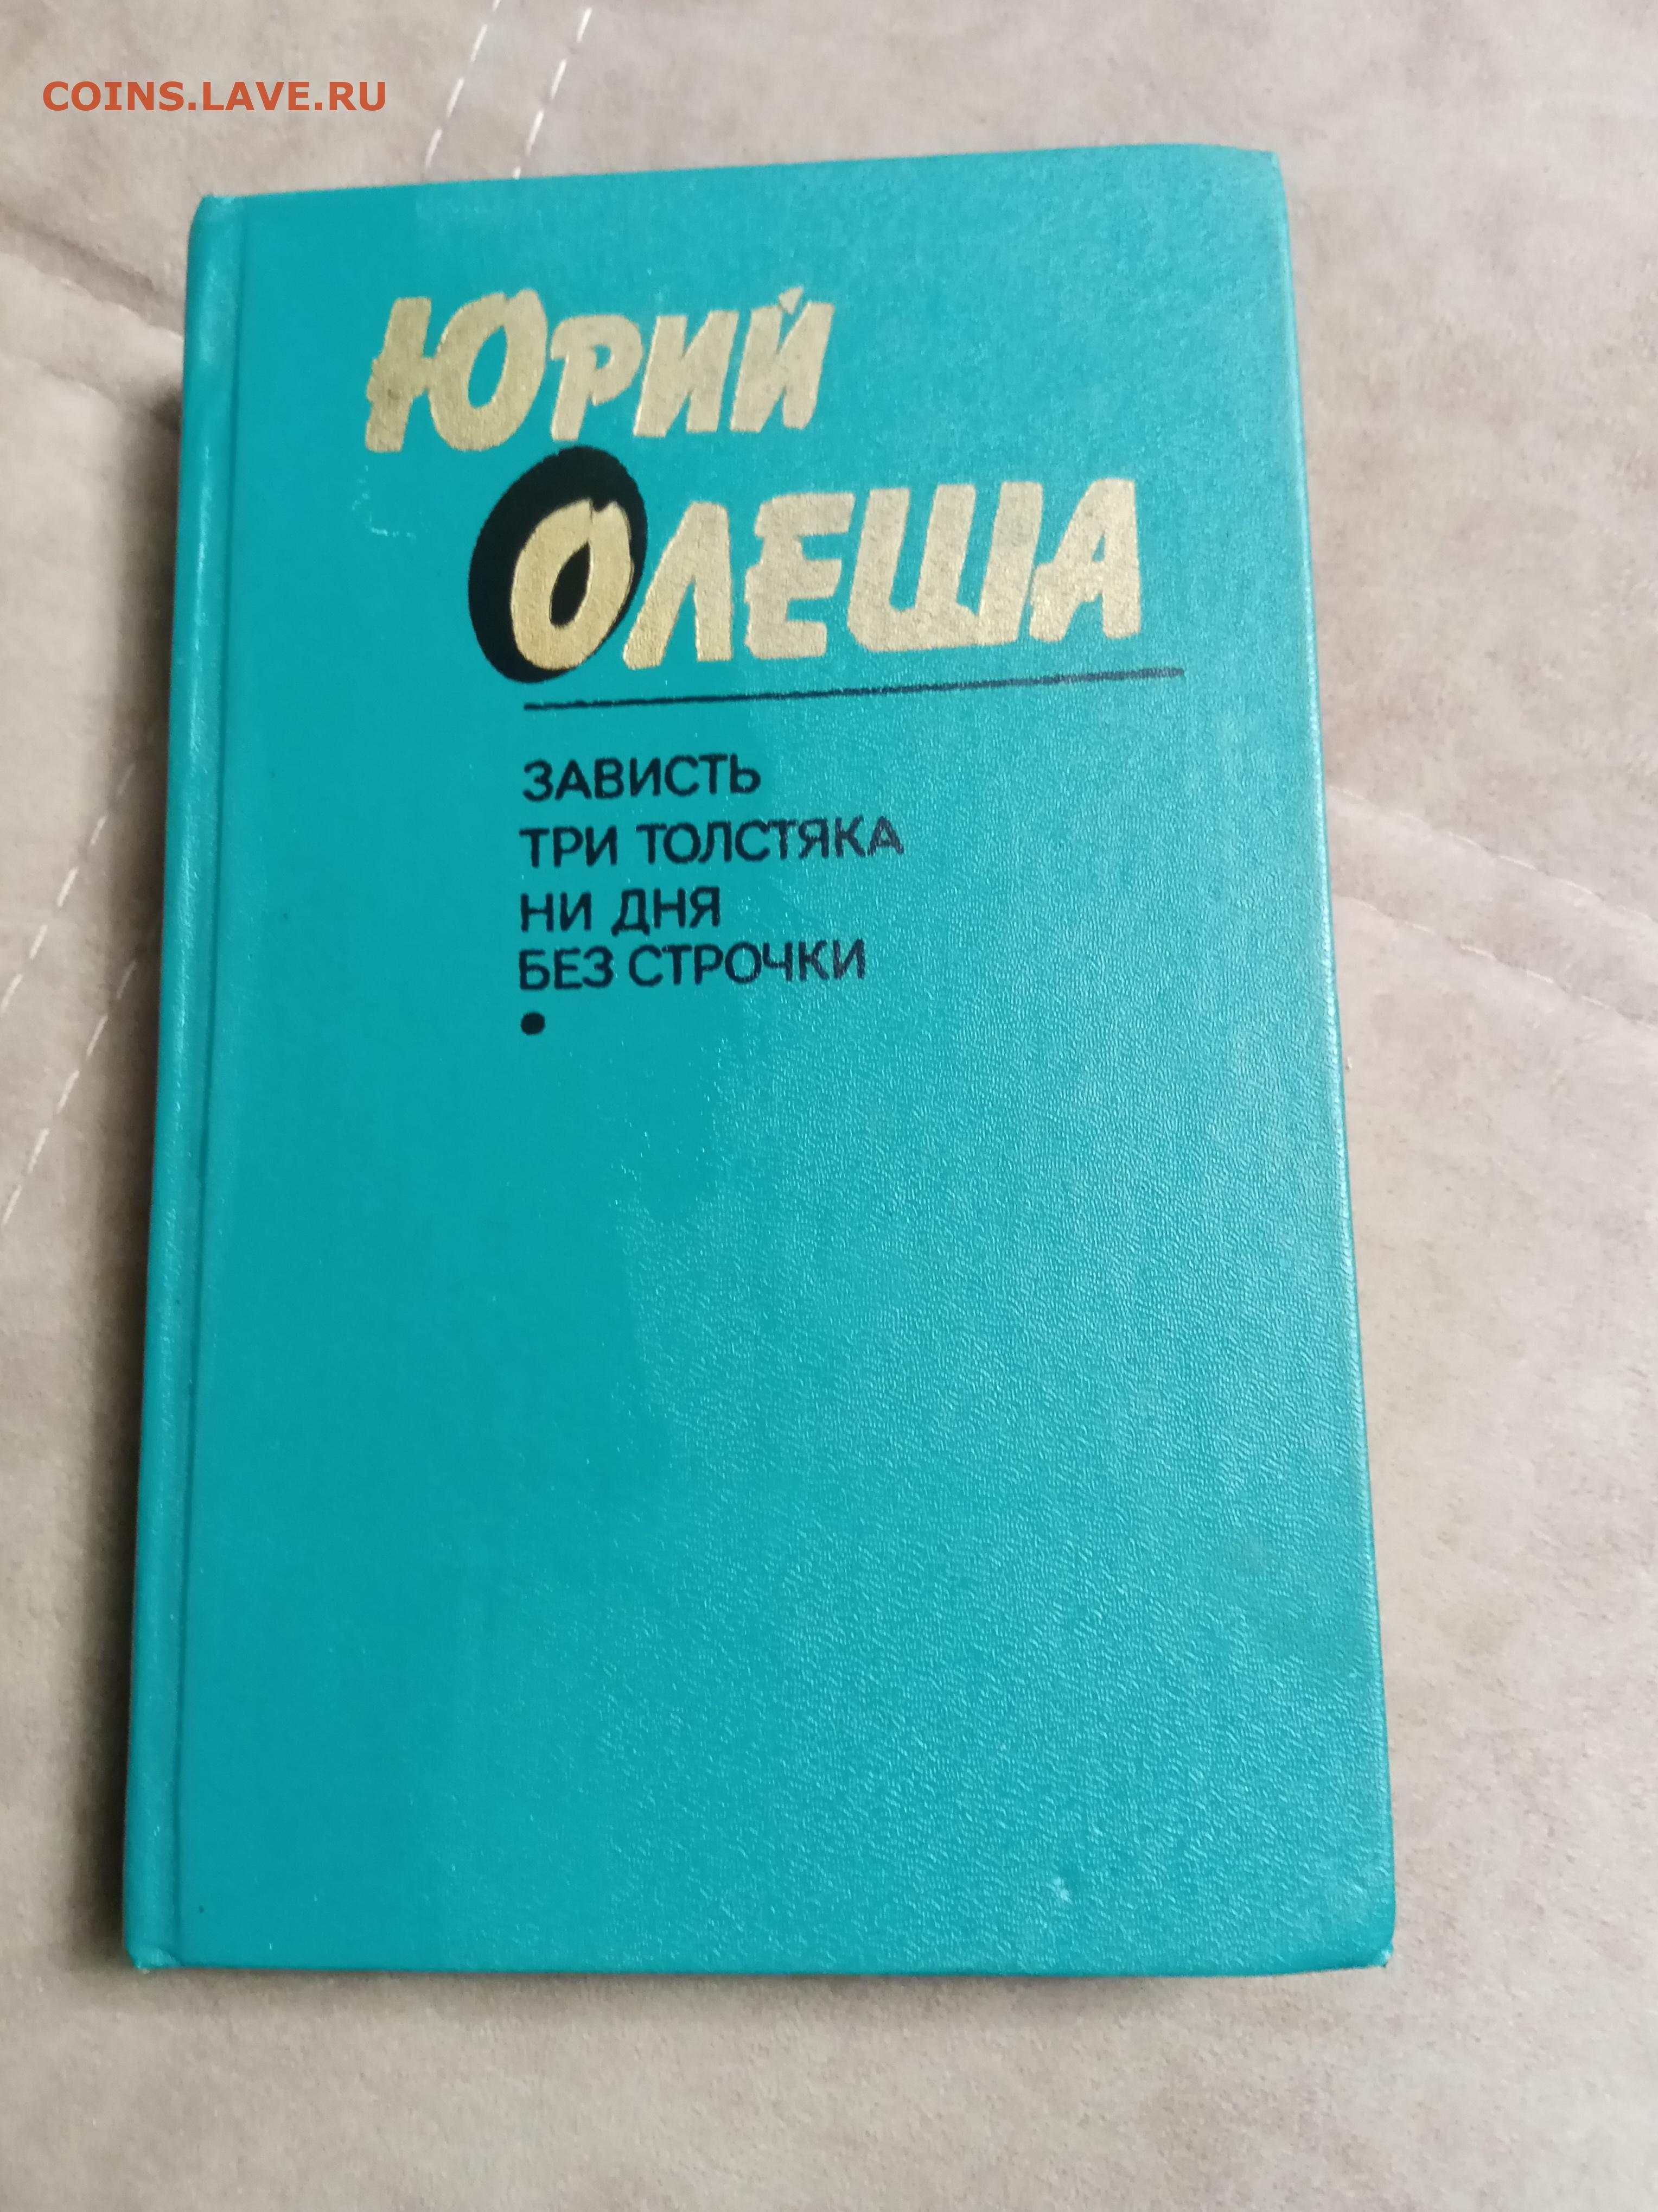 COINS.LAVE.RU
ЮРИЙ
ОЛЕША
ЗАВИСТЬ
ТРИ ТОЛСТЯКА
НИ ДНЯ
БЕЗ СТРОЧКИ